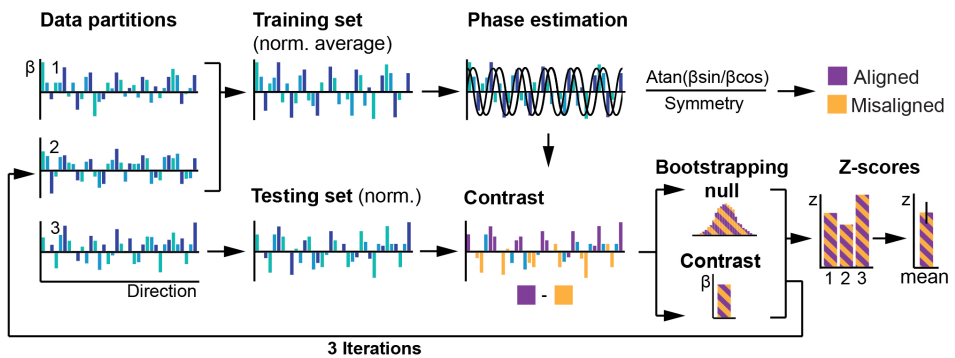 Data partitions
Training set
(norm. average)
Phase estimation
β
1
Atan(βsin/βcos)
Symmetry
Aligned
Misaligned
2
Testing set (norm.)
Contrast
Bootstrapping
null
Z-scores
3
z
z
Contrast
β
1 2 3
mean
Direction
-
3 Iterations